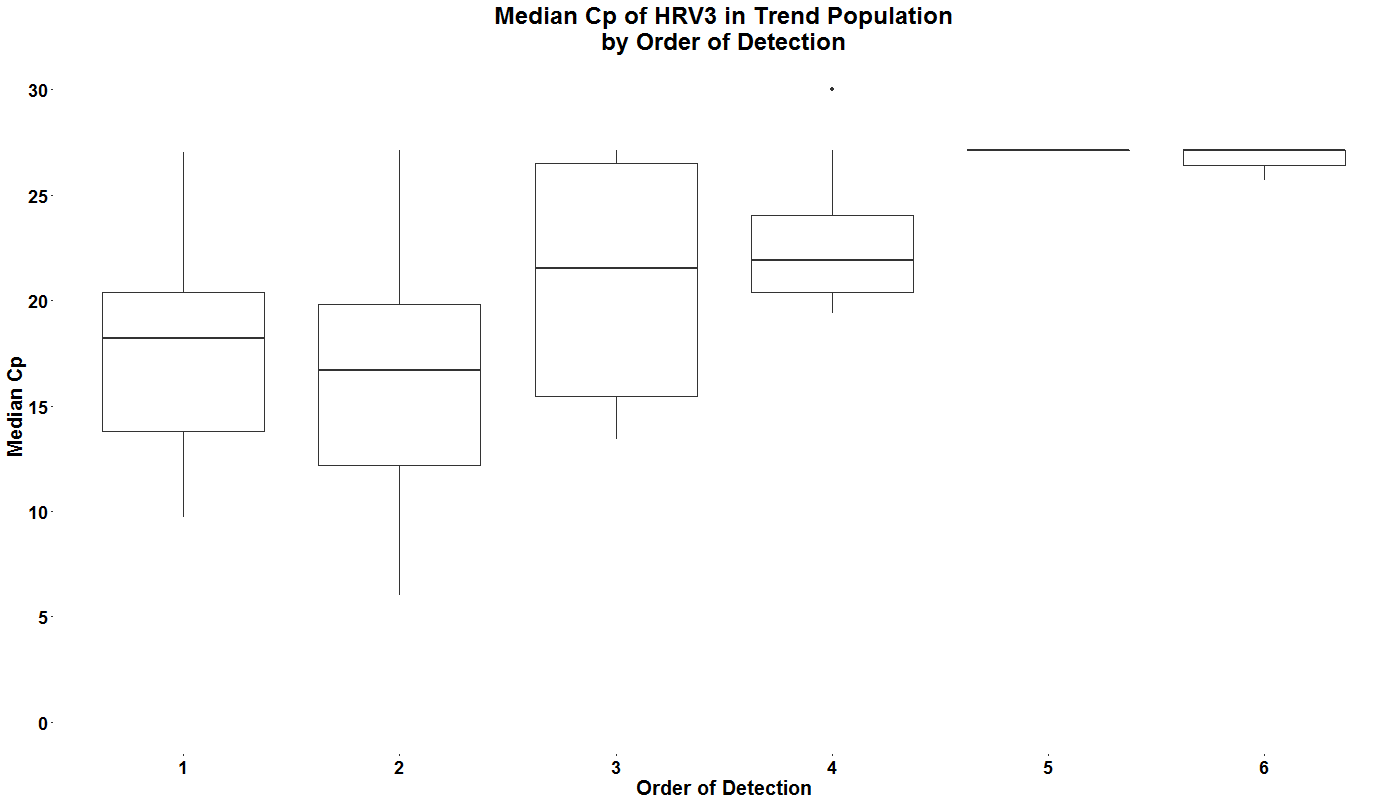 Median Cp of HRV3 in Trend Population
by Order of Detection
30
25
20
15
10
5
0
Median Cp
1 2 3 4 5 6
Order of Detection